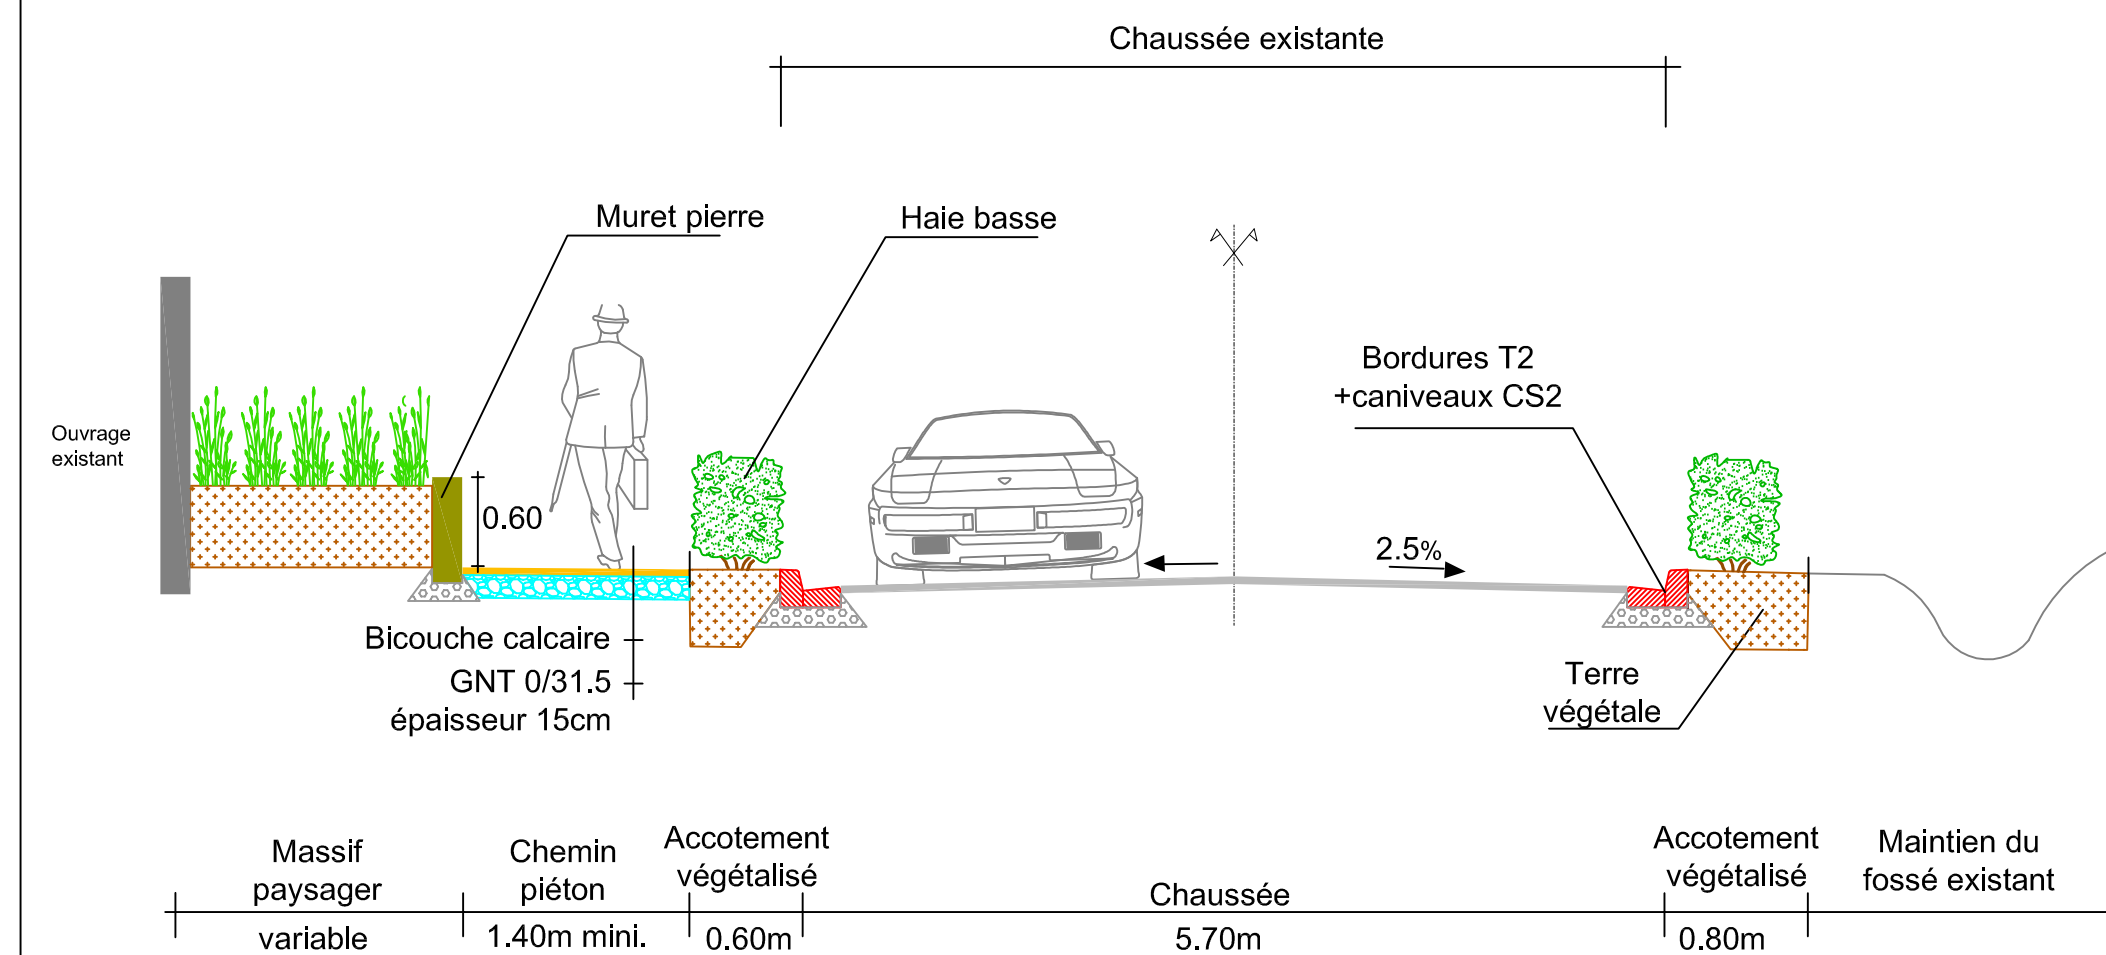 Chaussée existante
Muret pierre
Haie basse
Bordures T2
+caniveaux CS2
Ouvrage
existant
0.60
2.5%
Bicouche calcaire
GNT 0/31.5
épaisseur 15cm
Terre
végétale
Massif
paysager
Chemin
piéton
Accotement
végétalisé
Chaussée
Accotement
végétalisé
Maintien du
fossé existant
variable
1.40m mini.
0.60m
5.70m
0.80m